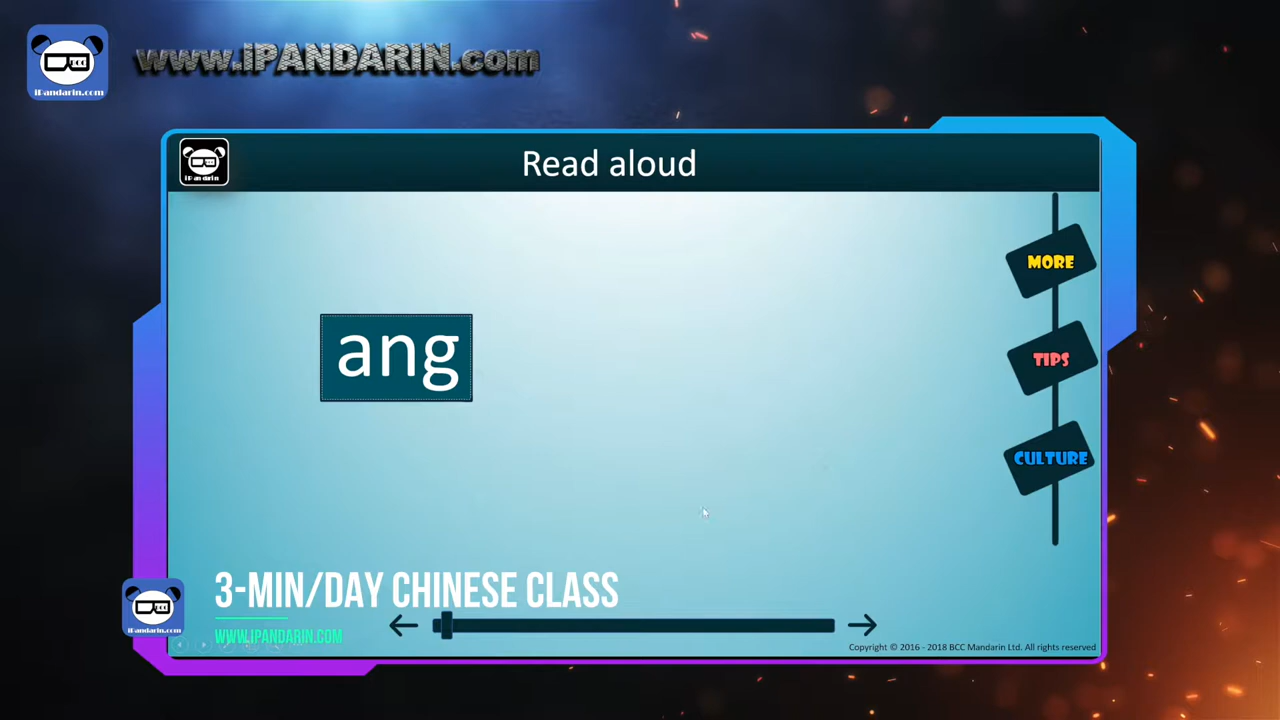 www.iPANDARIN.com
iPandarin.com
Read aloud
iPandarin
MORE
ang
TIPS
CULTURE
3-MIN/DAY CHINESE CLASS
WWW.IPANDARIN.COM
iPandarin.com
Copyright © 2016 - 2018 BCC Mandarin Ltd. All rights reserved